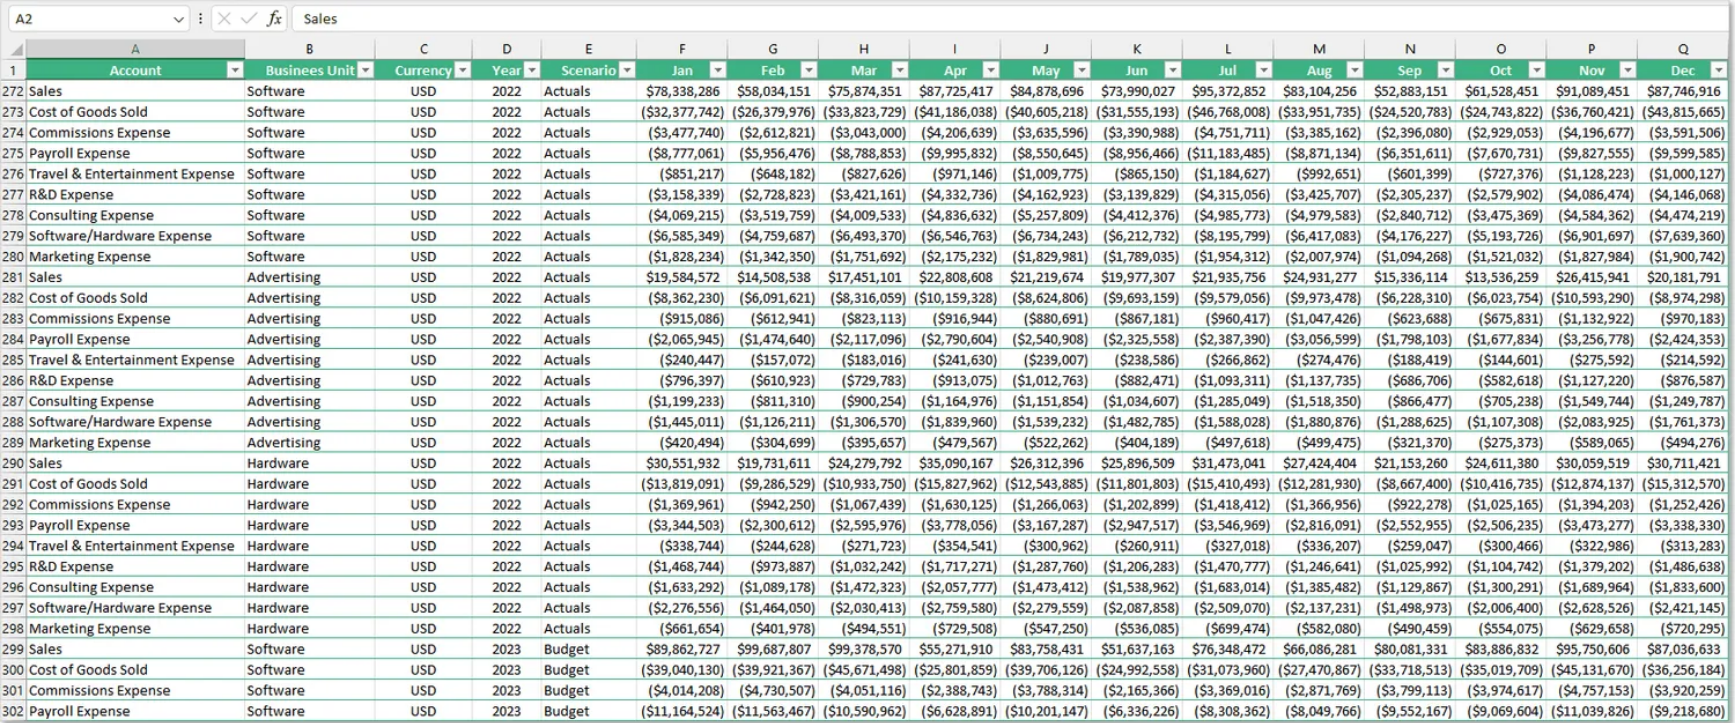 A2 fx Sales
A B C D E F G H I J K L M N O P Q
1 Account Businees Unit Currency Year Scenario Jan Feb Mar Apr May Jun Jul Aug Sep Oct Nov Dec
272 Sales Software USD 2022 Actuals $78,338,286 $58,034,151 $75,874,351 $87,725,417 $84,878,696 $73,990,027 $95,372,852 $83,104,256 $52,883,151 $61,528,451 $91,089,451 $87,746,916
273 Cost of Goods Sold Software USD 2022 Actuals ($32,377,742) ($26,379,976) ($33,823,729) ($41,186,038) ($40,605,218) ($31,555,193) ($46,768,008) ($33,951,735) ($24,520,783) ($24,743,822) ($36,760,421) ($43,815,665)
274 Commissions Expense Software USD 2022 Actuals ($3,477,740) ($2,612,821) ($3,043,000) ($4,206,639) ($3,635,596) ($3,390,988) ($4,751,711) ($3,385,162) ($2,396,080) ($2,929,053) ($4,196,677) ($3,591,506)
275 Payroll Expense Software USD 2022 Actuals ($8,777,061) ($5,956,476) ($8,788,853) ($9,995,832) ($8,550,645) ($8,956,466) ($11,183,485) ($8,871,134) ($6,351,611) ($7,670,731) ($9,827,555) ($9,599,585)
276 Travel & Entertainment Expense Software USD 2022 Actuals ($851,217) ($648,182) ($827,626) ($971,146) ($1,009,775) ($865,150) ($1,184,627) ($992,651) ($601,399) ($727,376) ($1,128,223) ($1,000,127)
277 R&D Expense Software USD 2022 Actuals ($3,158,339) ($2,728,823) ($3,421,161) ($4,332,736) ($4,162,923) ($3,139,829) ($4,315,056) ($3,425,707) ($2,305,237) ($2,579,902) ($4,086,474) ($4,146,068)
278 Consulting Expense Software USD 2022 Actuals ($4,069,215) ($3,519,759) ($4,009,533) ($4,836,632) ($5,257,809) ($4,412,376) ($4,985,773) ($4,979,583) ($2,840,712) ($3,475,369) ($4,584,362) ($4,474,219)
279 Software/Hardware Expense Software USD 2022 Actuals ($6,585,349) ($4,759,687) ($6,493,370) ($6,546,763) ($6,734,243) ($6,212,732) ($8,195,799) ($6,417,083) ($4,176,227) ($5,193,726) ($6,901,697) ($7,639,360)
280 Marketing Expense Software USD 2022 Actuals ($1,828,234) ($1,342,350) ($1,751,692) ($2,175,232) ($1,829,981) ($1,789,035) ($1,954,312) ($2,007,974) ($1,094,268) ($1,521,032) ($1,827,984) ($1,900,742)
281 Sales Advertising USD 2022 Actuals $19,584,572 $14,508,538 $17,451,101 $22,808,608 $21,219,674 $19,977,307 $21,935,756 $24,931,277 $15,336,114 $13,536,259 $26,415,941 $20,181,791
282 Cost of Goods Sold Advertising USD 2022 Actuals ($8,362,230) ($6,091,621) ($8,316,059) ($10,159,328) ($8,624,806) ($9,693,159) ($9,579,056) ($9,973,478) ($6,228,310) ($6,023,754) ($10,593,290) ($8,974,298)
283 Commissions Expense Advertising USD 2022 Actuals ($915,086) ($612,941) ($823,113) ($916,944) ($880,691) ($867,181) ($960,417) ($1,047,426) ($623,688) ($675,831) ($1,132,922) ($970,183)
284 Payroll Expense Advertising USD 2022 Actuals ($2,065,945) ($1,474,640) ($2,117,096) ($2,790,604) ($2,540,908) ($2,325,558) ($2,387,390) ($3,056,599) ($1,798,103) ($1,677,834) ($3,256,778) ($2,424,353)
285 Travel & Entertainment Expense Advertising USD 2022 Actuals ($240,447) ($157,072) ($183,016) ($241,630) ($239,007) ($238,586) ($266,862) ($274,476) ($188,419) ($144,601) ($275,592) ($214,592)
286 R&D Expense Advertising USD 2022 Actuals ($796,397) ($610,923) ($729,783) ($913,075) ($1,012,763) ($882,471) ($1,093,311) ($1,137,735) ($686,706) ($582,618) ($1,127,220) ($876,587)
287 Consulting Expense Advertising USD 2022 Actuals ($1,199,233) ($811,310) ($900,254) ($1,164,976) ($1,151,854) ($1,034,607) ($1,285,049) ($1,518,350) ($866,477) ($705,238) ($1,549,744) ($1,249,787)
288 Software/Hardware Expense Advertising USD 2022 Actuals ($1,445,011) ($1,126,211) ($1,306,570) ($1,839,960) ($1,539,232) ($1,482,785) ($1,588,028) ($1,880,876) ($1,288,625) ($1,107,308) ($2,083,925) ($1,761,373)
289 Marketing Expense Advertising USD 2022 Actuals ($420,494) ($304,699) ($395,657) ($479,567) ($522,262) ($404,189) ($497,618) ($499,475) ($321,370) ($275,373) ($589,065) ($494,276)
290 Sales Hardware USD 2022 Actuals $30,551,932 $19,731,611 $24,279,792 $35,090,167 $26,312,396 $25,896,509 $31,473,041 $27,424,404 $21,153,260 $24,611,380 $30,059,519 $30,711,421
291 Cost of Goods Sold Hardware USD 2022 Actuals ($13,819,091) ($9,286,529) ($10,933,750) ($15,827,962) ($12,543,885) ($11,801,803) ($15,410,493) ($12,281,930) ($8,667,400) ($10,416,735) ($12,874,137) ($15,312,570)
292 Commissions Expense Hardware USD 2022 Actuals ($1,369,961) ($942,250) ($1,067,439) ($1,630,125) ($1,266,063) ($1,202,899) ($1,418,412) ($1,366,956) ($922,278) ($1,025,165) ($1,394,203) ($1,252,426)
293 Payroll Expense Hardware USD 2022 Actuals ($3,344,503) ($2,300,612) ($2,595,976) ($3,778,056) ($3,167,287) ($2,947,517) ($3,546,969) ($2,816,091) ($2,552,955) ($2,506,235) ($3,473,277) ($3,338,330)
294 Travel & Entertainment Expense Hardware USD 2022 Actuals ($338,744) ($244,628) ($271,723) ($354,541) ($300,962) ($260,911) ($327,018) ($336,207) ($259,047) ($300,466) ($322,986) ($313,283)
295 R&D Expense Hardware USD 2022 Actuals ($1,468,744) ($973,887) ($1,032,242) ($1,717,271) ($1,287,760) ($1,206,283) ($1,470,777) ($1,246,641) ($1,025,992) ($1,104,742) ($1,379,202) ($1,486,638)
296 Consulting Expense Hardware USD 2022 Actuals ($1,633,292) ($1,089,178) ($1,472,323) ($2,057,777) ($1,473,412) ($1,538,962) ($1,683,014) ($1,385,482) ($1,129,867) ($1,300,291) ($1,689,964) ($1,833,600)
297 Software/Hardware Expense Hardware USD 2022 Actuals ($2,276,556) ($1,464,050) ($2,030,413) ($2,759,580) ($2,279,559) ($2,087,858) ($2,509,070) ($2,137,231) ($1,498,973) ($2,006,400) ($2,628,526) ($2,421,145)
298 Marketing Expense Hardware USD 2022 Actuals ($661,654) ($401,978) ($494,551) ($729,508) ($547,250) ($536,085) ($699,474) ($582,080) ($490,459) ($554,075) ($629,658) ($720,295)
299 Sales Software USD 2023 Budget $89,862,727 $99,687,807 $99,378,570 $55,271,910 $83,758,431 $51,637,163 $76,348,472 $66,086,281 $80,081,331 $83,886,832 $95,750,606 $87,036,633
300 Cost of Goods Sold Software USD 2023 Budget ($39,040,130) ($39,921,367) ($45,671,498) ($25,801,859) ($39,706,126) ($24,992,558) ($31,073,960) ($27,470,867) ($33,718,513) ($35,019,709) ($45,131,670) ($36,256,184)
301 Commissions Expense Software USD 2023 Budget ($4,014,208) ($4,730,507) ($4,051,116) ($2,388,743) ($3,788,314) ($2,165,366) ($3,369,016) ($2,871,769) ($3,799,113) ($3,974,617) ($4,757,153) ($3,920,259)
302 Payroll Expense Software USD 2023 Budget ($11,164,524) ($11,563,467) ($10,590,962) ($6,628,891) ($10,201,147) ($6,336,226) ($8,308,362) ($8,049,766) ($9,552,167) ($9,069,604) ($11,039,826) ($9,218,680)